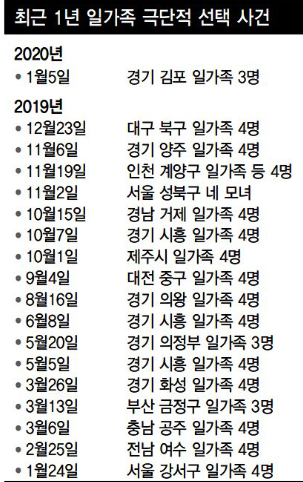 최근 1년 일가족 극단적 선택 사건
2020년
• 1월5일 경기 김포 일가족 3명
2019년
• 12월23일 대구 북구 일가족 4명
• 11월6일 경기 양주 일가족 4명
• 11월19일 인천 계양구 일가족 등 4명
• 11월2일 서울 성북구 네 모녀
• 10월15일 경남 거제 일가족 4명
• 10월7일 경기 시흥 일가족 4명
• 10월1일 제주시 일가족 4명
• 9월4일 대전 중구 일가족 4명
• 8월16일 경기 의왕 일가족 4명
• 6월8일 경기 시흥 일가족 4명
• 5월20일 경기 의정부 일가족 3명
• 5월5일 경기 시흥 일가족 4명
• 3월26일 경기 화성 일가족 4명
• 3월13일 부산 금정구 일가족 3명
• 3월6일 충남 공주 일가족 4명
• 2월25일 전남 여수 일가족 4명
• 1월24일 서울 강서구 일가족 4명